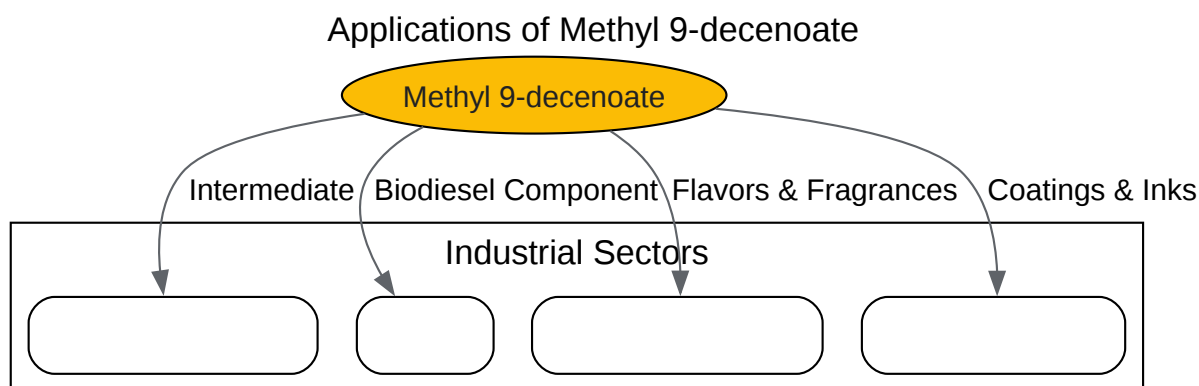 Applications of Methyl 9-decenoate
Methyl 9-decenoate
Intermediate
Biodiesel Component
Flavors & Fragrances
Coatings & Inks
Industrial Sectors